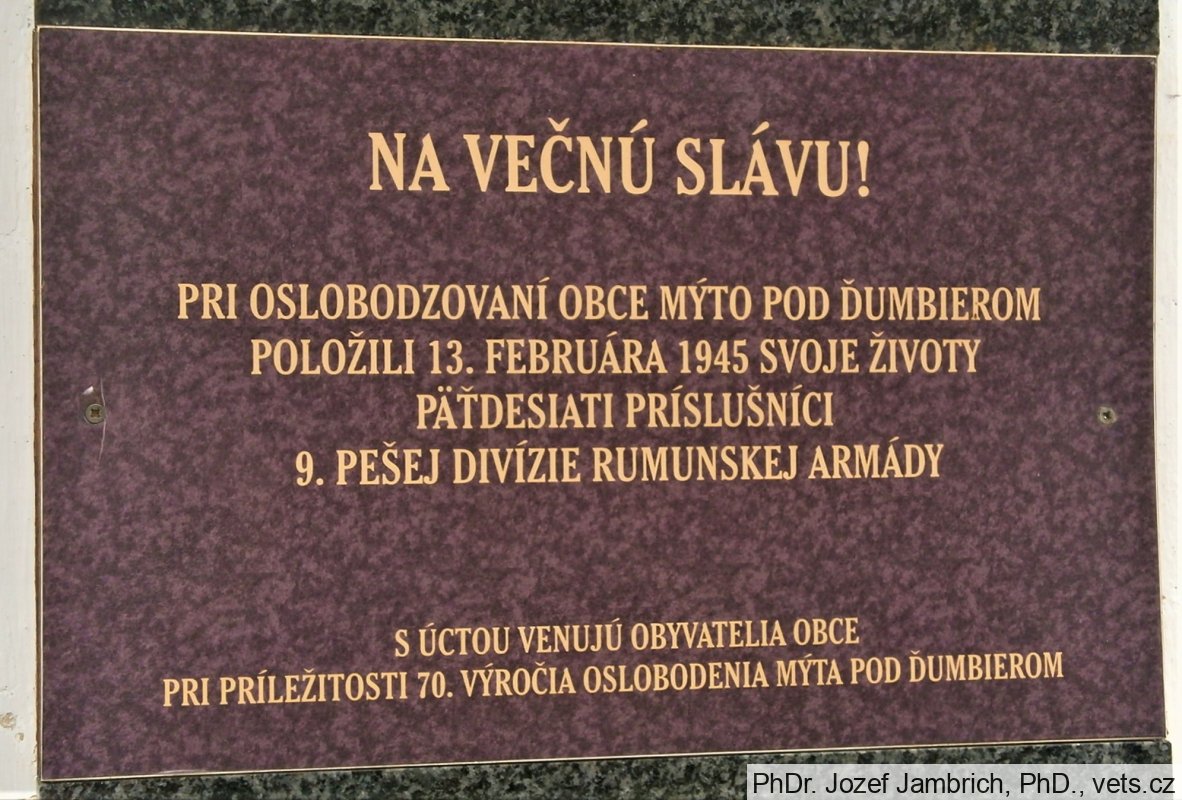 NA VEČNÚ SLÁVU!
PRI OSLOBODZOVANÍ OBCE MÝTO POD ĎUMBIEROM
POLOŽILI 13. FEBRUÁRA 1945 SVOJE ŽIVOTY
PÄŤDESIATI PRÍSLUŠNÍCI
9. PEŠEJ DIVÍZIE RUMUNSKEJ ARMÁDY
S ÚCTOU VENUJÚ OBYVATELIA OBCE
PRI PRÍLEŽITOSTI 70. VÝROČIA OSLOBODENIA MÝTA POD ĎUMBIEROM
PhDr. Jozef Jambrich, PhD., vets.cz